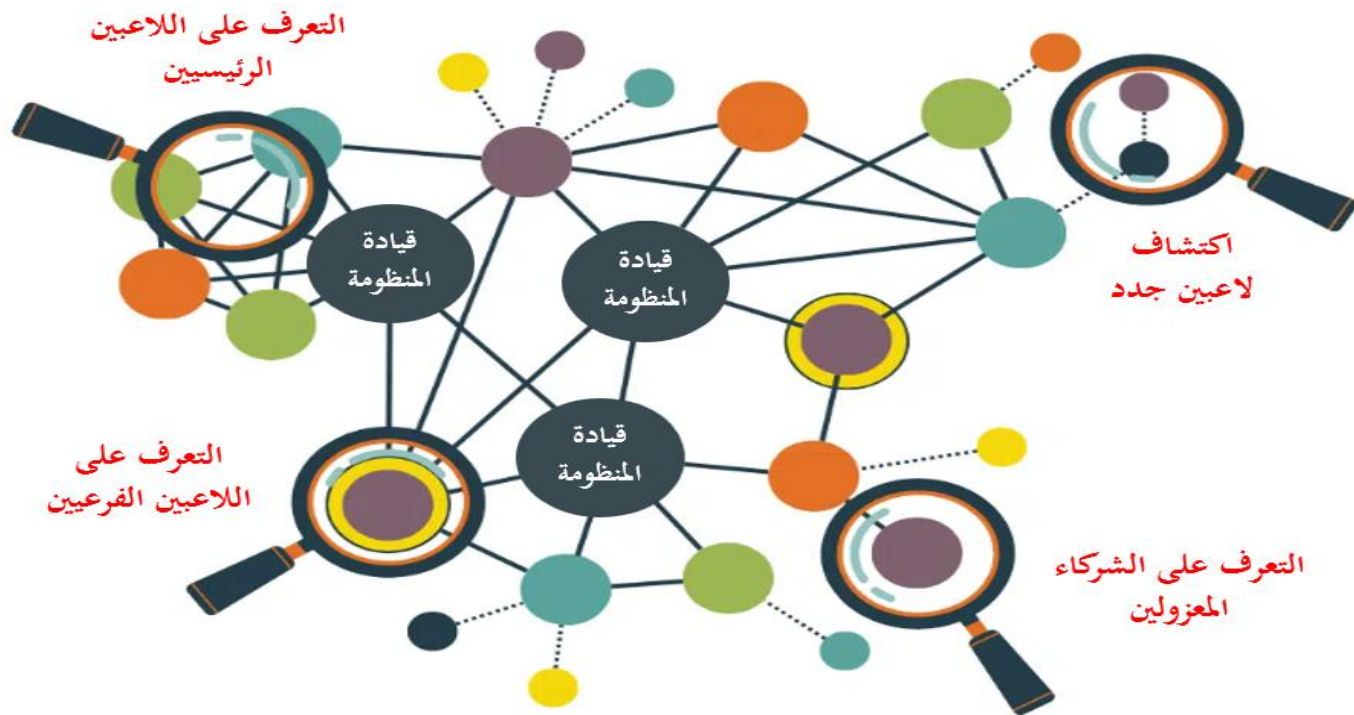 التعرف على اللاعبين
الرئيسيين
قيادة
المنظومة
قيادة
المنظومة
اكتشاف
لاعبين جدد
قيادة
المنظومة
التعرف على
اللاعبين الفرعيين
التعرف على الشركاء
المعزولين